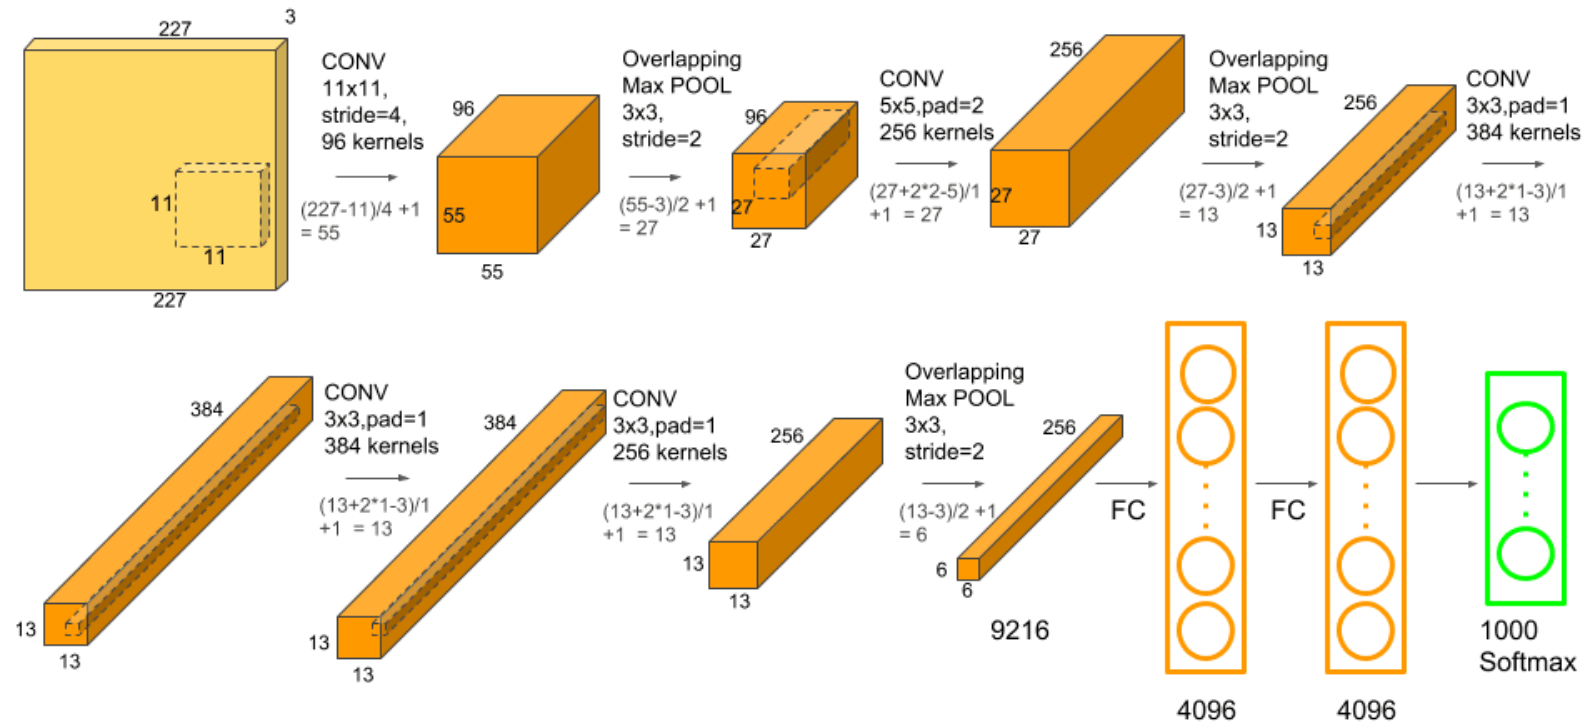 227
3
11
11
227
CONV
11x11,
stride=4,
96 kernels
(227-11)/4 +1
= 55
96
55
55
Overlapping
Max POOL
3x3,
stride=2
(55-3)/2 +1
= 27
96
27
27
CONV
5x5,pad=2
256 kernels
(27+2*2-5)/1
+1 = 27
256
27
27
Overlapping
Max POOL
3x3,
stride=2
(27-3)/2 +1
= 13
256
13
13
CONV
3x3,pad=1
384 kernels
(13+2*1-3)/1
+1 = 13
384
13
13
CONV
3x3,pad=1
384 kernels
(13+2*1-3)/1
+1 = 13
384
13
13
CONV
3x3,pad=1
256 kernels
(13+2*1-3)/1
+1 = 13
256
13
13
Overlapping
Max POOL
3x3,
stride=2
(13-3)/2 +1
= 6
256
6
6
9216
FC
4096
FC
4096
1000
Softmax